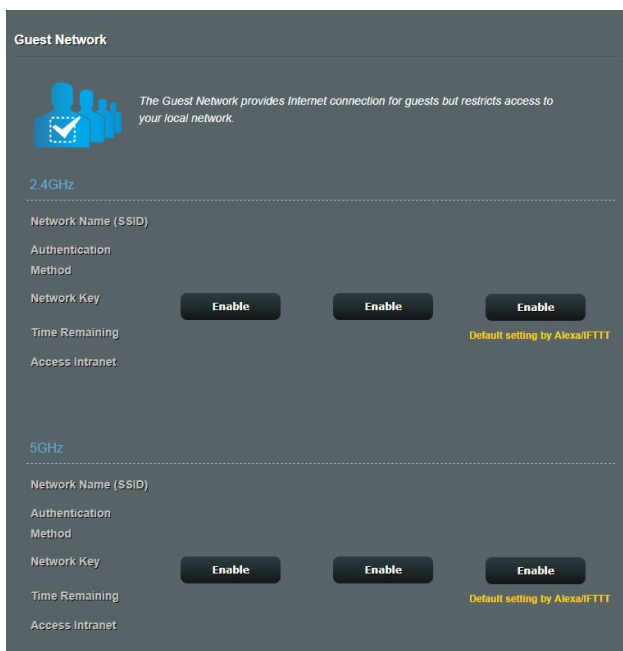 Guest Network
The Guest Network provides Internet connection for guests but restricts access to
your local network.
2.4GHz
Network Name (SSID)
Authentication
Method
Network Key
Enable Enable Enable
Time Remaining
Default setting by Alexa/IFTTT
Access Intranet
5GHz
Network Name (SSID)
Authentication
Method
Network Key
Enable Enable Enable
Time Remaining
Default setting by Alexa/IFTTT
Access Intranet